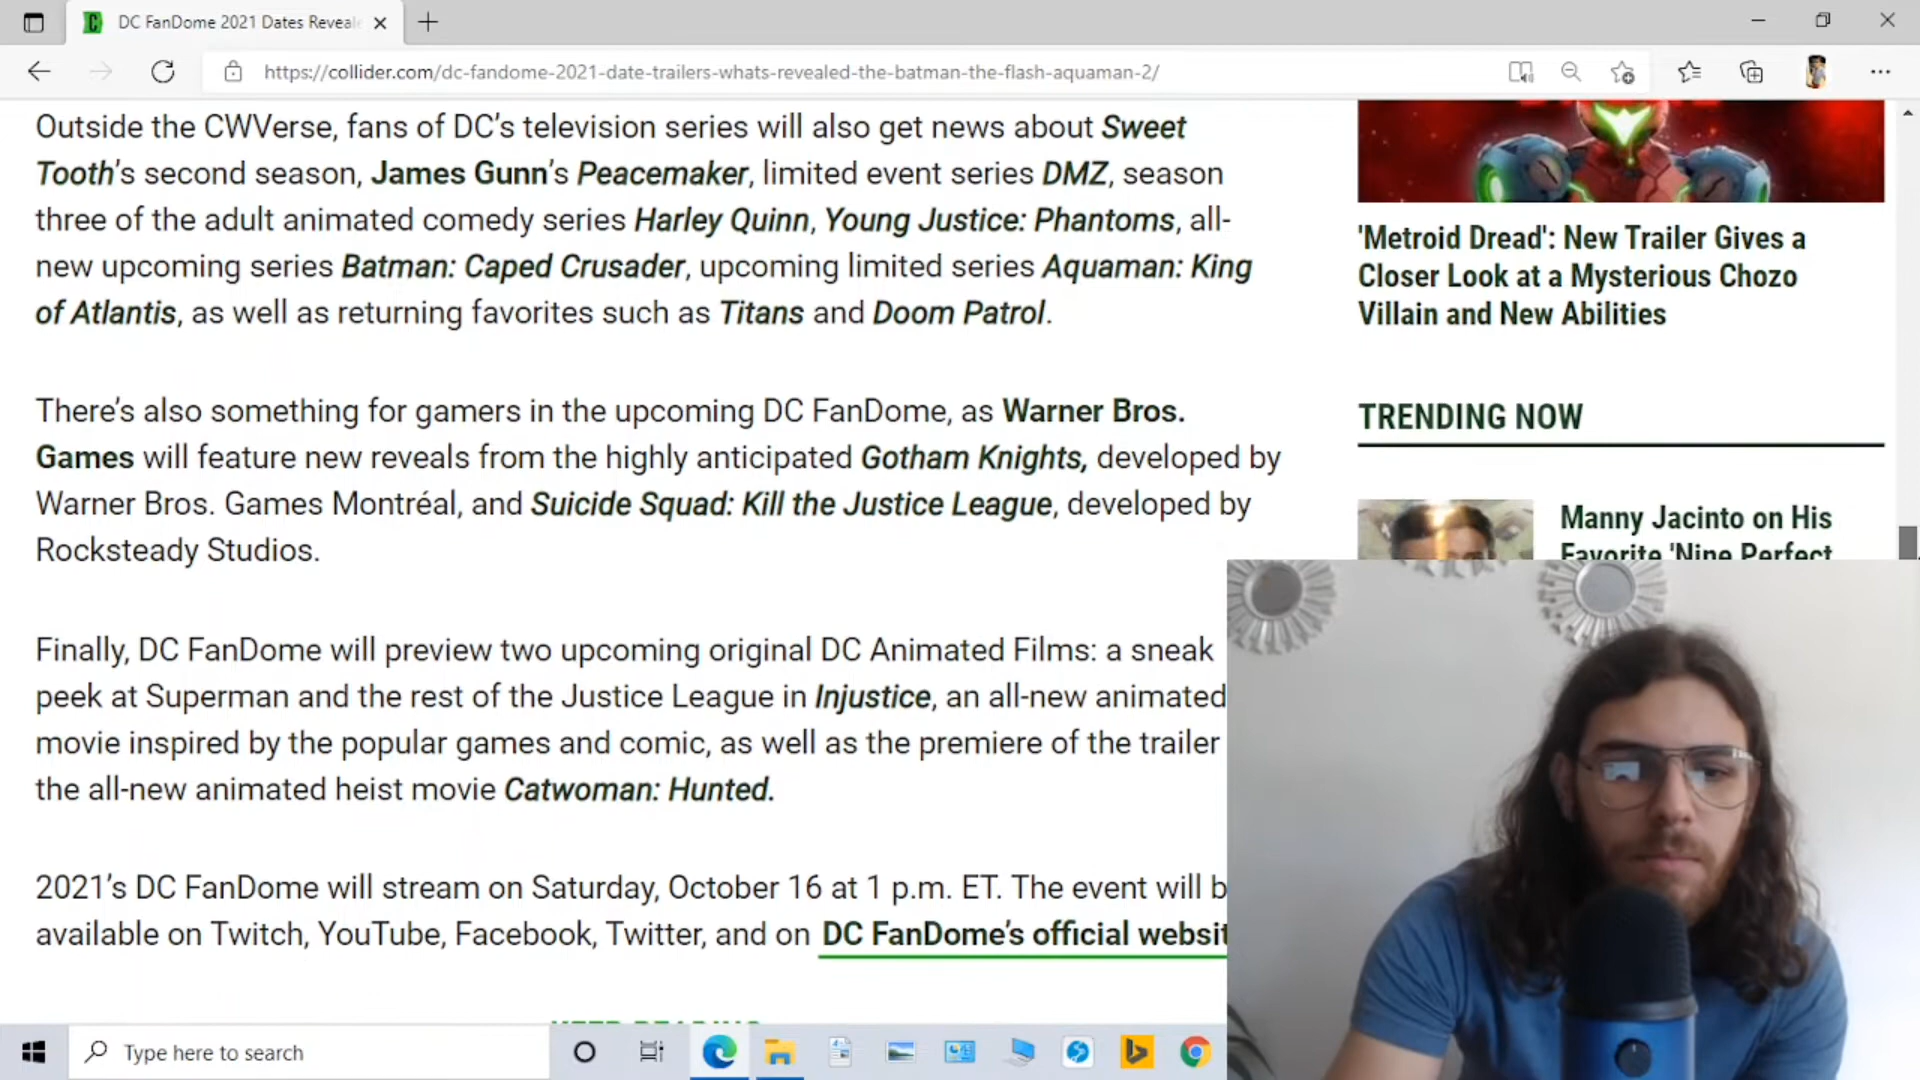 DC FanDome 2021 Dates Reveal
https://collider.com/dc-fandome-2021-date-trailers-whats-revealed-the-batman-the-flash-aquaman-2/
Outside the CWVerse, fans of DC’s television series will also get news about Sweet
Tooth’s second season, James Gunn’s Peacemaker, limited event series DMZ, season
three of the adult animated comedy series Harley Quinn, Young Justice: Phantoms, all-
new upcoming series Batman: Caped Crusader, upcoming limited series Aquaman: King
of Atlantis, as well as returning favorites such as Titans and Doom Patrol.
There’s also something for gamers in the upcoming DC FanDome, as Warner Bros.
Games will feature new reveals from the highly anticipated Gotham Knights, developed by
Warner Bros. Games Montréal, and Suicide Squad: Kill the Justice League, developed by
Rocksteady Studios.
Finally, DC FanDome will preview two upcoming original DC Animated Films: a sneak
peek at Superman and the rest of the Justice League in Injustice, an all-new animated
movie inspired by the popular games and comic, as well as the premiere of the trailer
the all-new animated heist movie Catwoman: Hunted.
2021’s DC FanDome will stream on Saturday, October 16 at 1 p.m. ET. The event will b
available on Twitch, YouTube, Facebook, Twitter, and on DC FanDome’s official websit
'Metroid Dread': New Trailer Gives a
Closer Look at a Mysterious Chozo
Villain and New Abilities
TRENDING NOW
Manny Jacinto on His
Favorite 'Nine Perfect
Type here to search